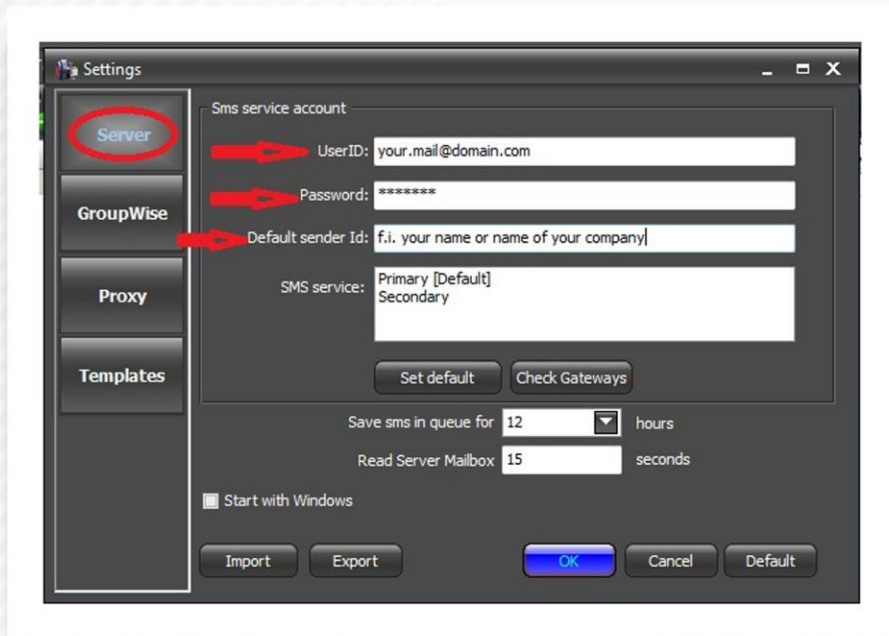 Settings
Server
GroupWise
Proxy
Templates
Sms service account
UserID: your.mail@domain.com
Password: *******
Default sender Id: f.i. your name or name of your company
SMS service: Primary [Default]
Secondary
Set default Check Gateways
Save sms in queue for 12 hours
Read Server Mailbox 15 seconds
Start with Windows
Import Export OK Cancel Default